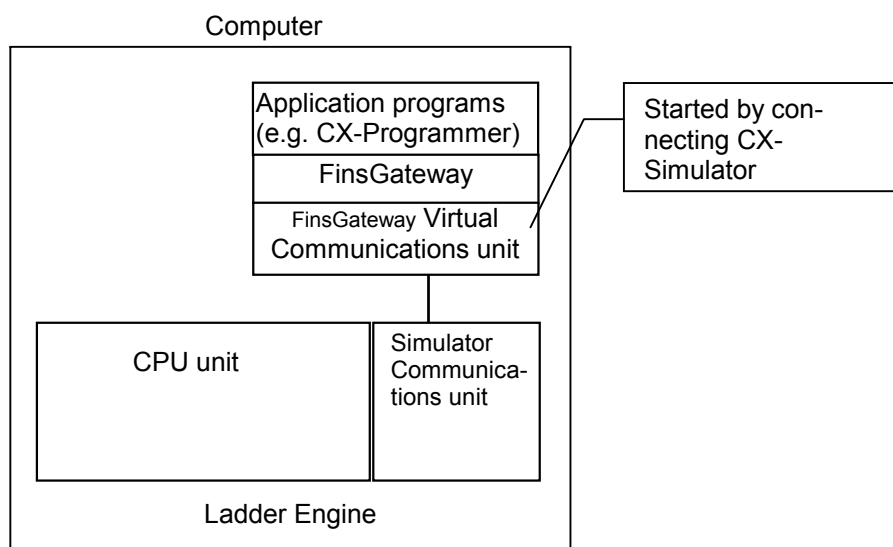 Computer
Application programs
(e.g. CX-Programmer)
FinsGateway
FinsGateway Virtual
Communications unit
Started by con-
necting CX-
Simulator
CPU unit
Simulator
Communica-
tions unit
Ladder Engine